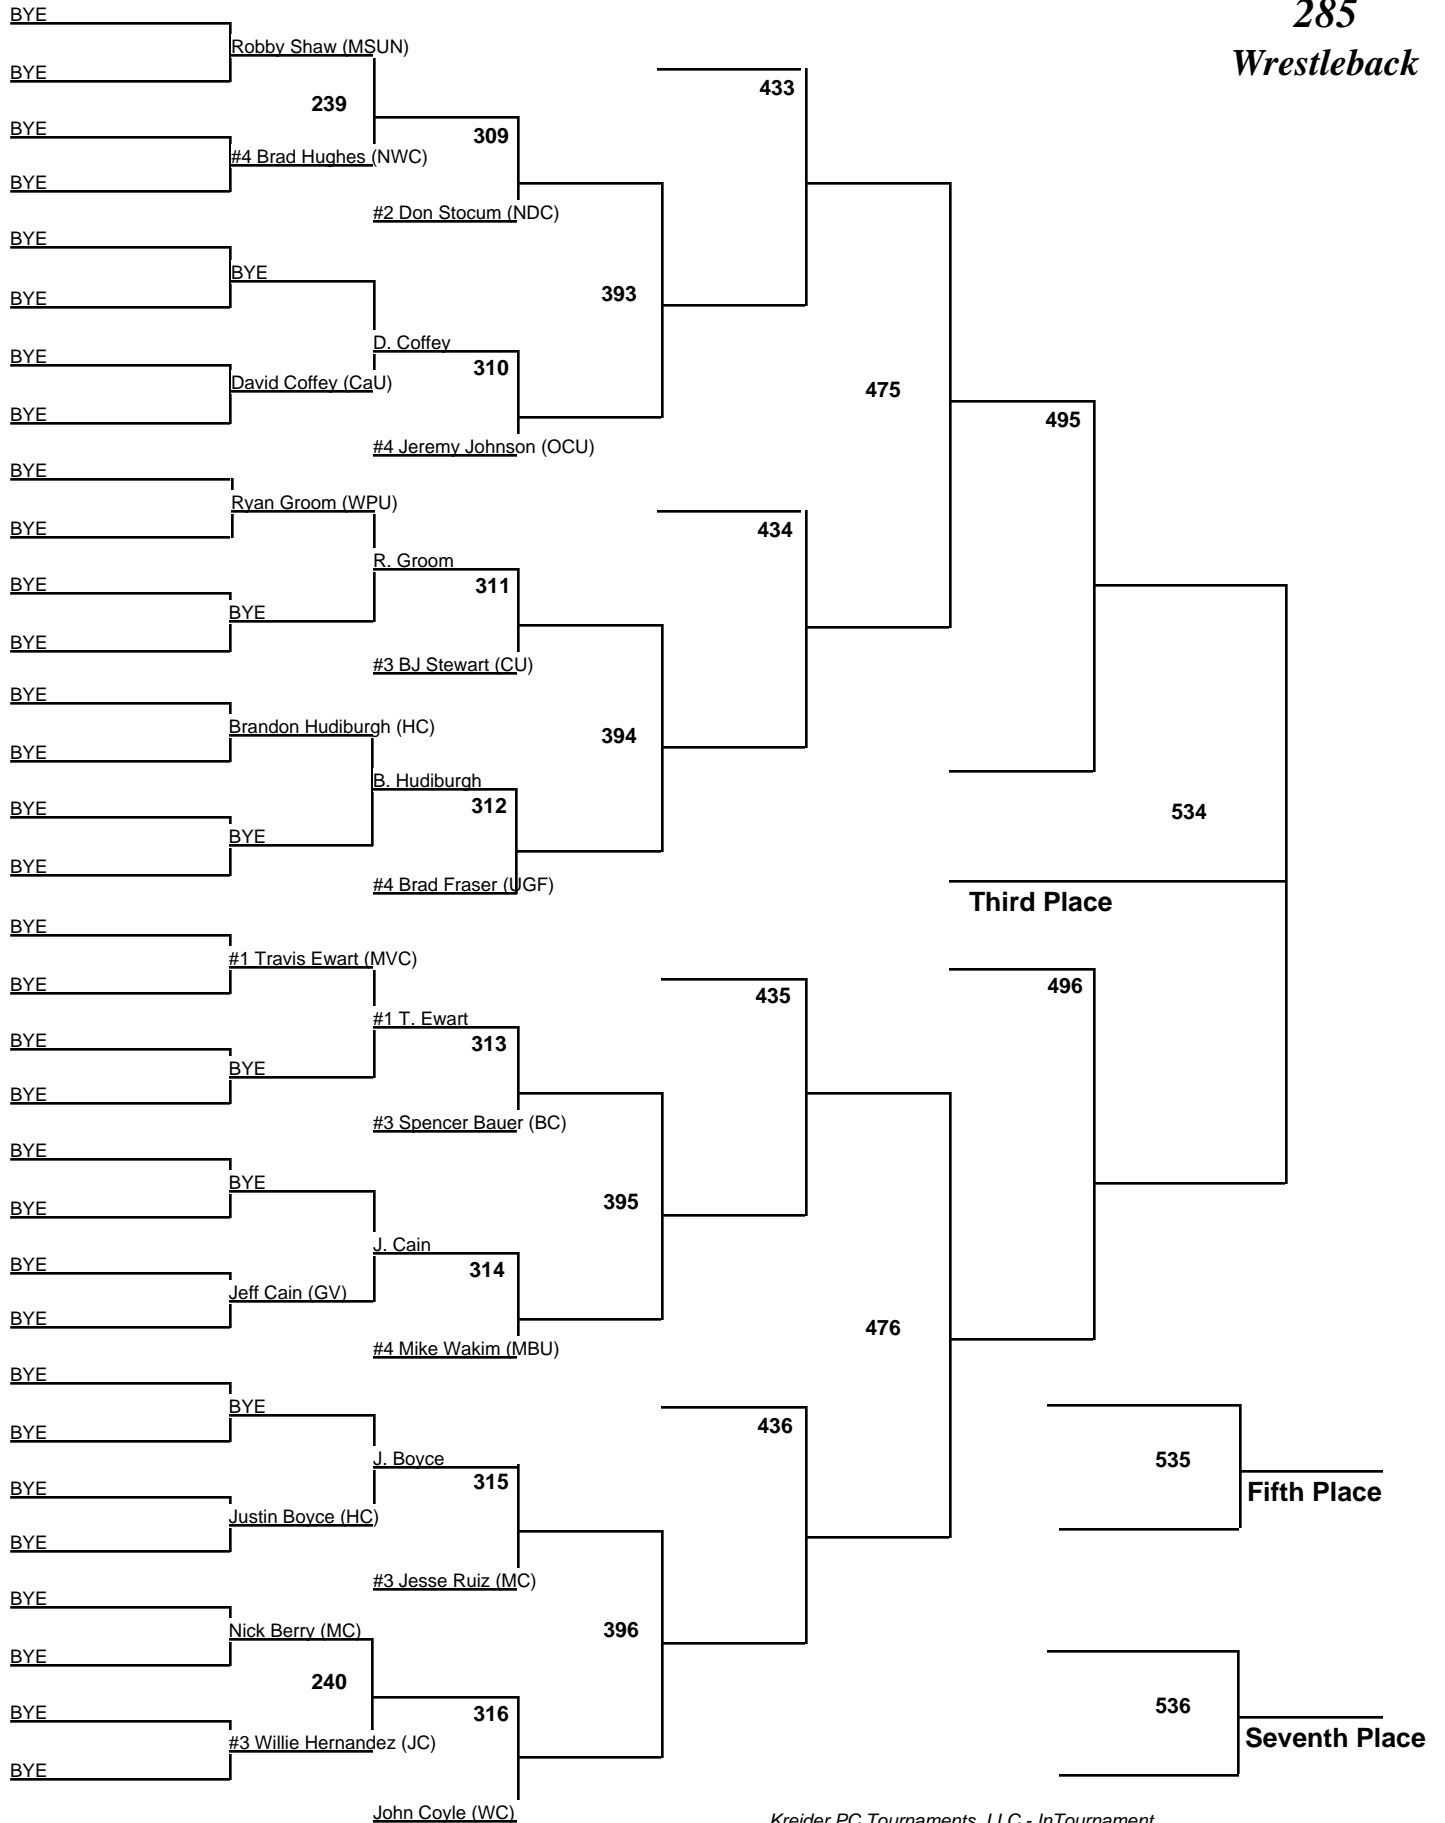 285
Wrestleback
BYE
Robby Shaw (MSUN)
BYE
433
239
BYE
309
#4 Brad Hughes (NWC)
BYE
#2 Don Stocum (NDC)
BYE
BYE
393
BYE
D. Coffey
BYE
310
David Coffey (CaU)
475
BYE
495
#4 Jeremy Johnson (OCU)
BYE
Ryan Groom (WPU)
BYE
434
R. Groom
BYE
311
BYE
BYE
#3 BJ Stewart (CU)
BYE
Brandon Hudiburgh (HC)
394
BYE
B. Hudiburgh
BYE
312
534
BYE
BYE
#4 Brad Fraser (UGF)
Third Place
BYE
#1 Travis Ewart (MVC)
BYE
435
496
#1 T. Ewart
BYE
313
BYE
BYE
#3 Spencer Bauer (BC)
BYE
BYE
395
BYE
J. Cain
BYE
314
Jeff Cain (GV)
BYE
476
#4 Mike Wakim (MBU)
BYE
BYE
BYE
436
J. Boyce
535
BYE
315
Fifth Place
Justin Boyce (HC)
BYE
#3 Jesse Ruiz (MC)
BYE
Nick Berry (MC)
396
BYE
240
536
BYE
316
#3 Willie Hernandez (JC)
Seventh Place
BYE
John Coyle (WC)
Kreider PC Tournaments, LLC - InTournament